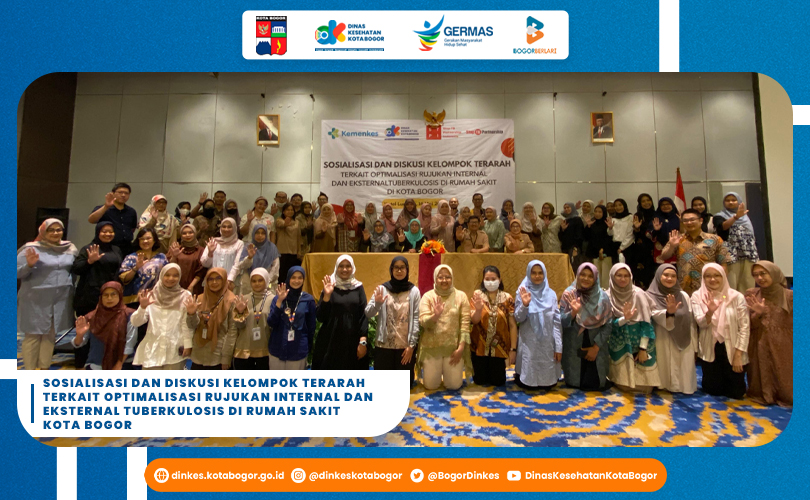 KOTA BOGOR
DINAS
KESEHATAN
KOTA BOGOR
GERMAS
Gerakan Masyarakat
Hidup Sehat
BOGORBERLARI
Kemenkes
SOSIALISASI DAN DISKUSI KELOMPOK TERARAH
TERKAIT OPTIMALISASI RUJUKAN INTERNAL
DAN EKSTERNALTUBERKULOSIS DI RUMAH SAKIT
DI KOTA BOGOR
SOSIALISASI DAN DISKUSI KELOMPOK TERARAH
TERKAIT OPTIMALISASI RUJUKAN INTERNAL DAN
EKSTERNAL TUBERKULOSIS DI RUMAH SAKIT
KOTA BOGOR
dinkes.kotabogor.go.id @dinkeskotabogor @BogorDinkes DinasKesehatanKotaBogor